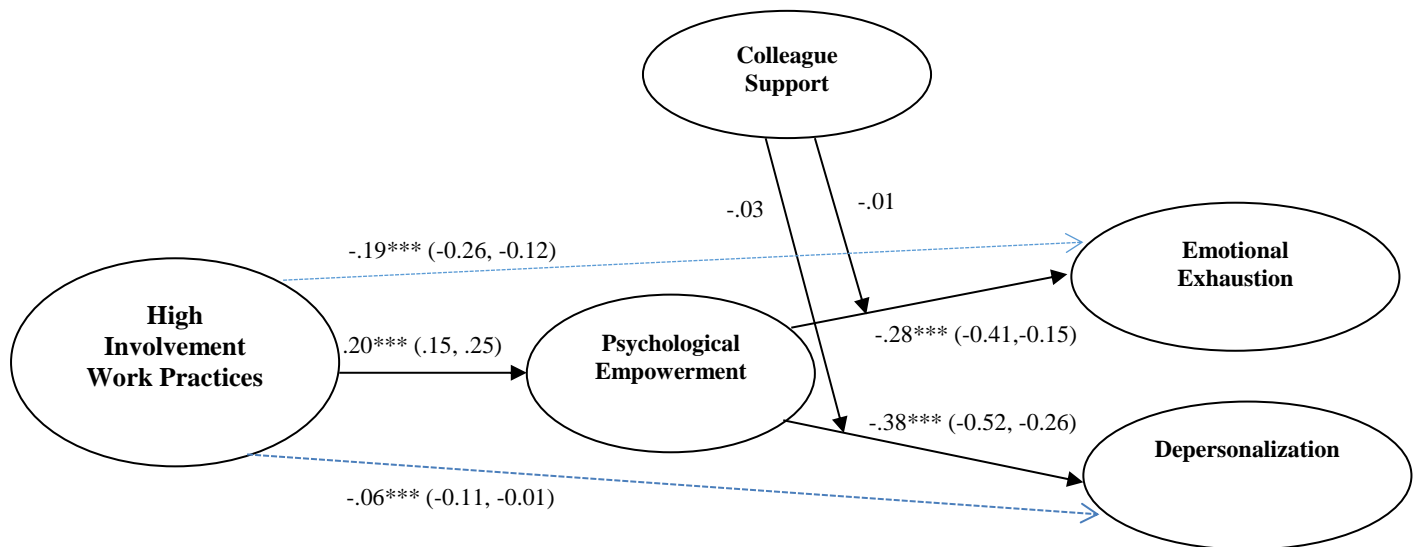 Colleague
Support
-.03
-.01
-.19*** (-0.26, -0.12)
Emotional
Exhaustion
High
Involvement
Work Practices
.20*** (.15, .25)
Psychological
Empowerment
-.28*** (-0.41,-0.15)
-.38*** (-0.52, -0.26)
Depersonalization
-.06*** (-0.11, -0.01)